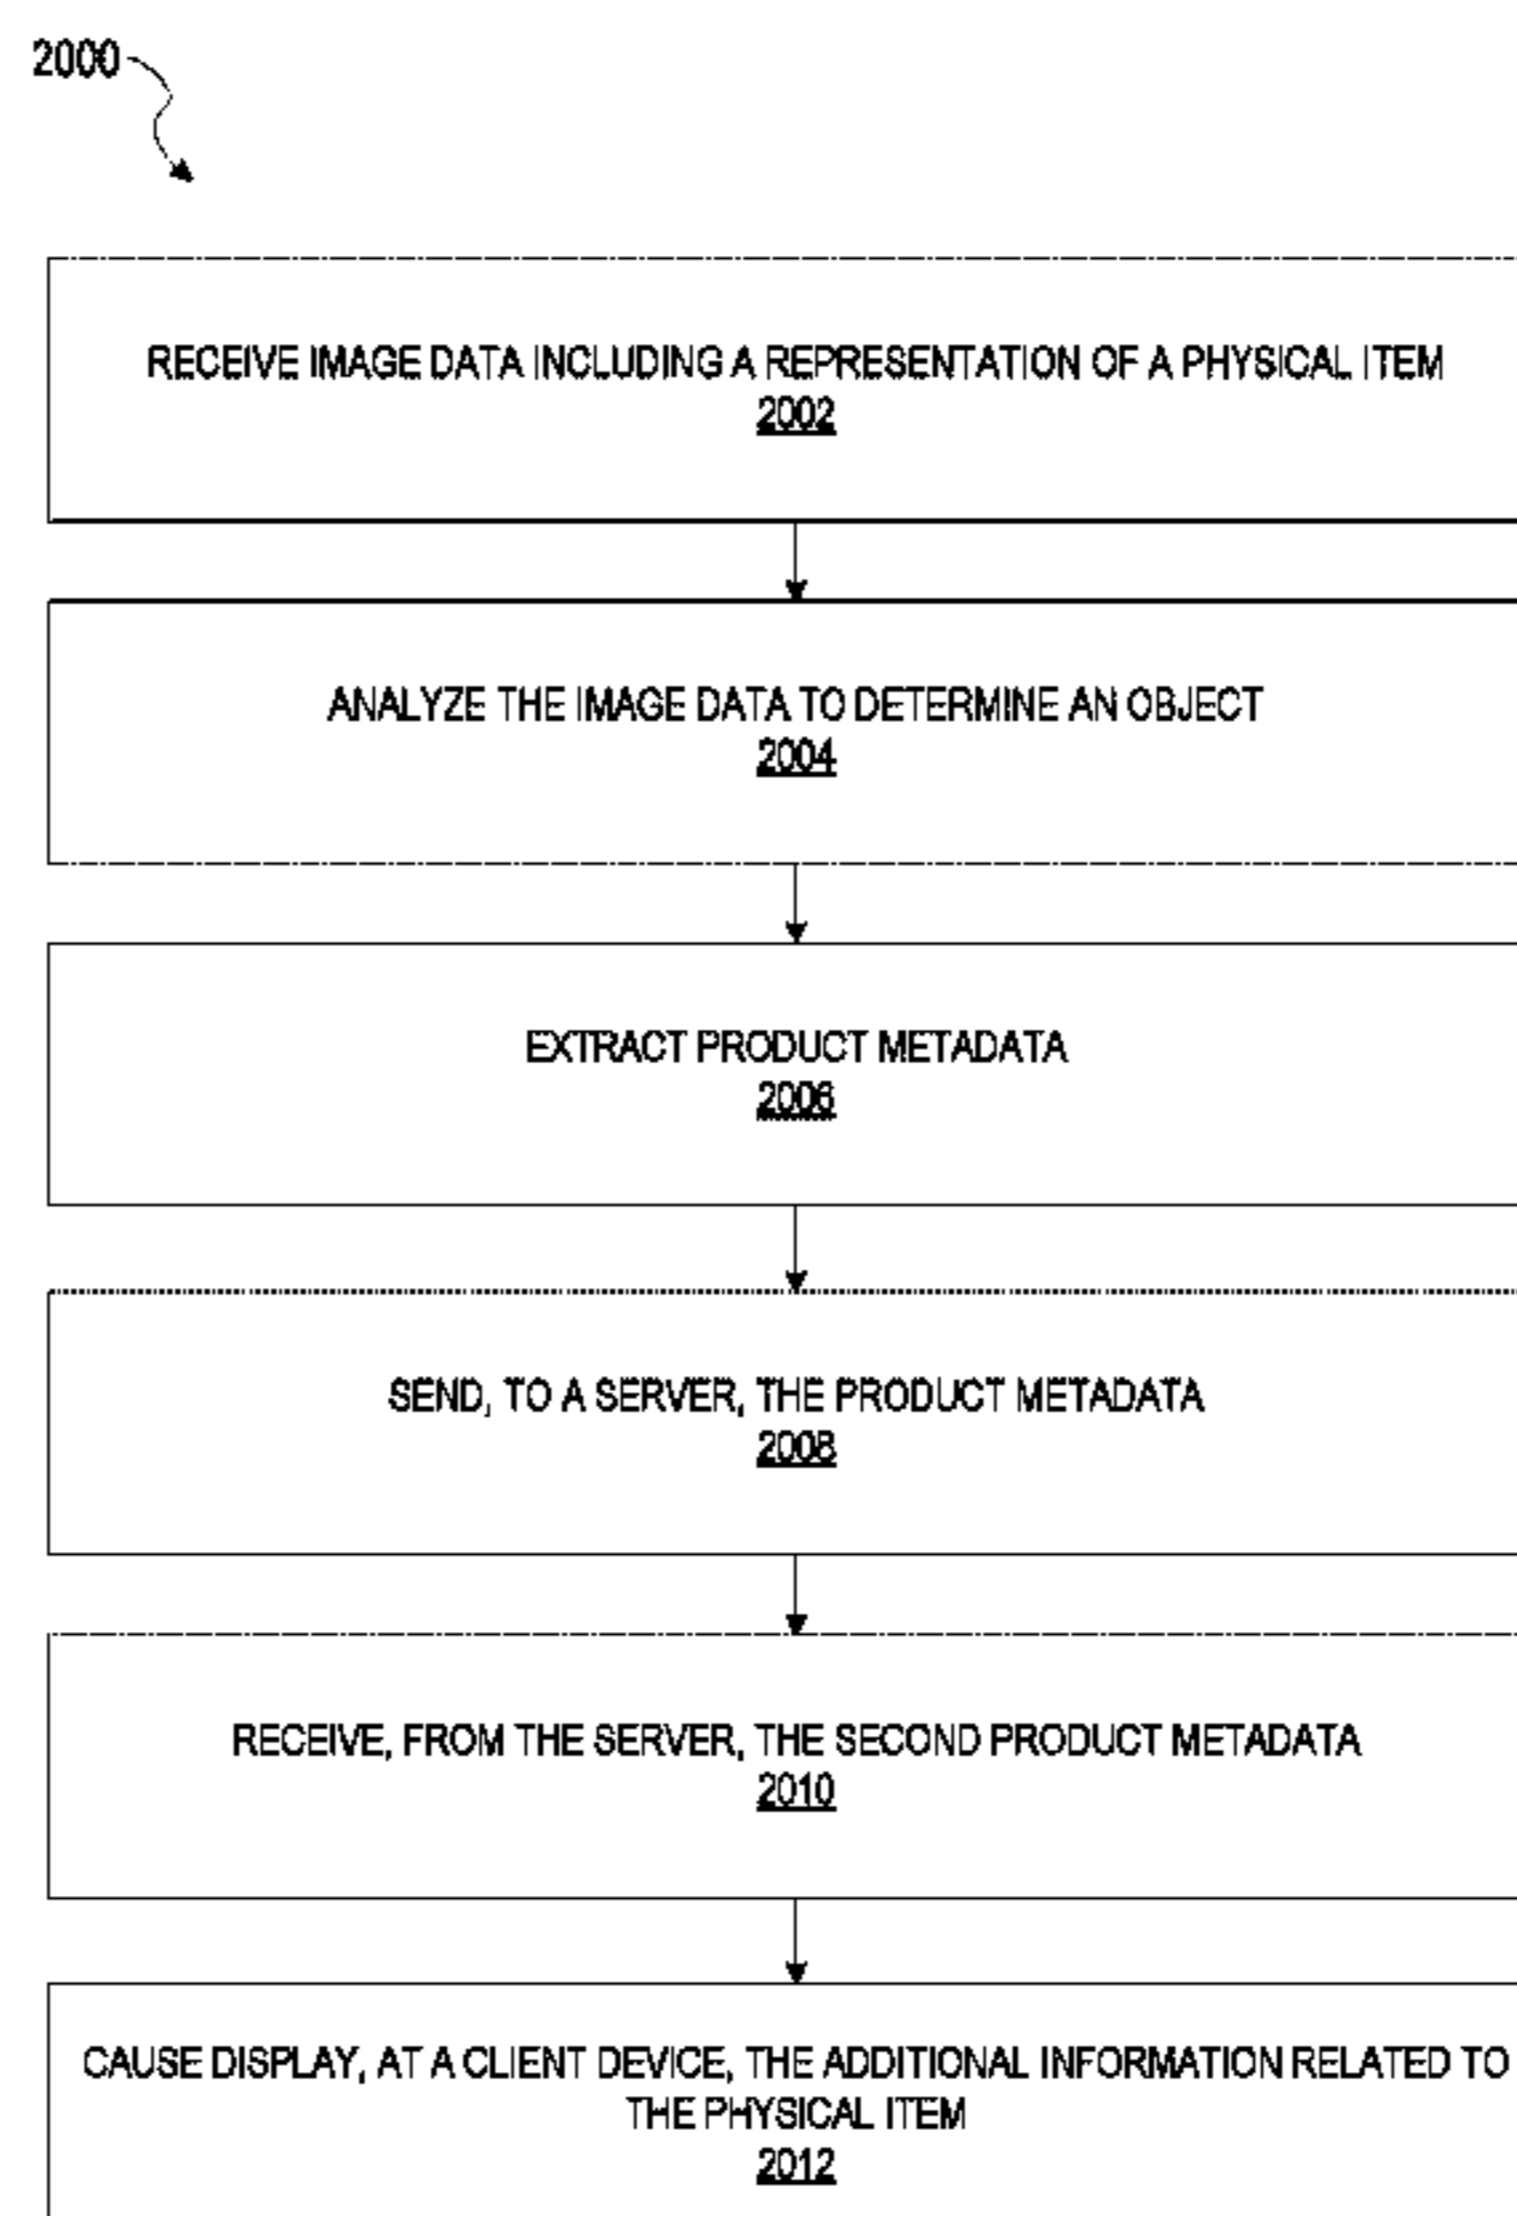 2000
RECEIVE IMAGE DATA INCLUDING A REPRESENTATION OF A PHYSICAL ITEM
2002
ANALYZE THE IMAGE DATA TO DETERMINE AN OBJECT
2004
EXTRACT PRODUCT METADATA
2006
SEND, TO A SERVER, THE PRODUCT METADATA
2008
RECEIVE, FROM THE SERVER, THE SECOND PRODUCT METADATA
2010
CAUSE DISPLAY, AT A CLIENT DEVICE, THE ADDITIONAL INFORMATION RELATED TO
THE PHYSICAL ITEM
2012